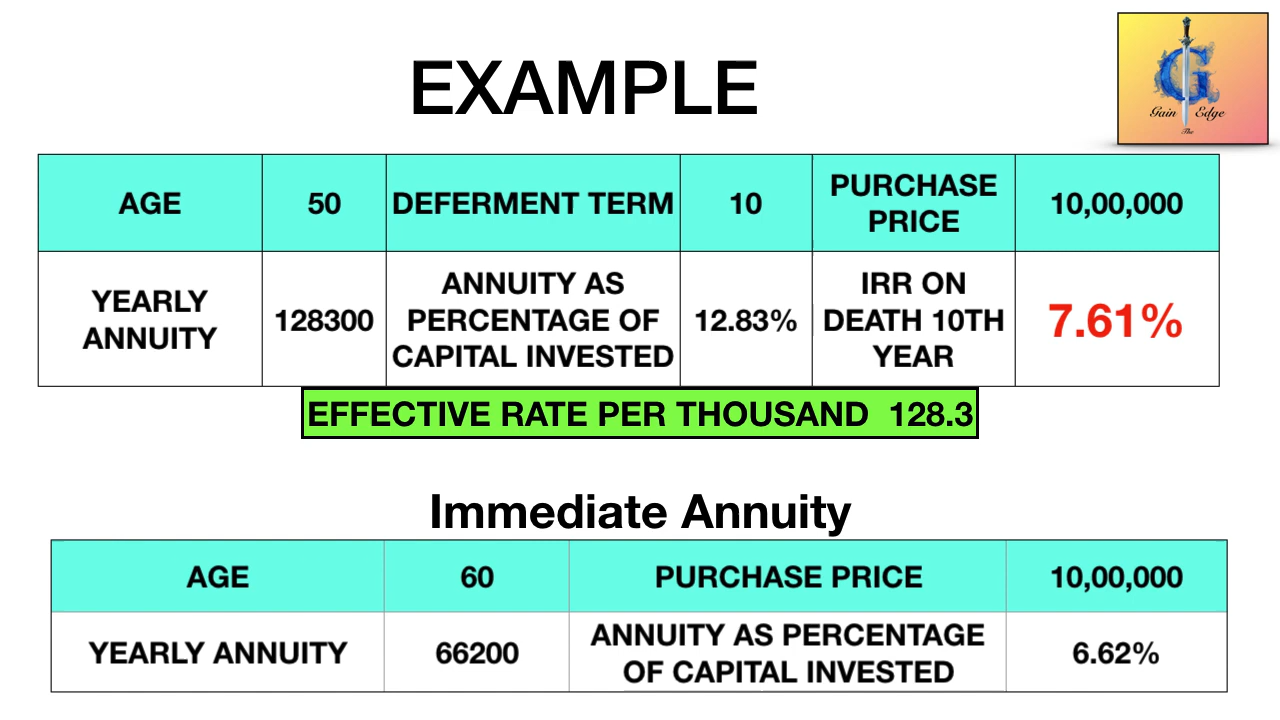 EXAMPLE
G
Gain Edge
The
AGE 50 DEFERMENT TERM 10 PURCHASE PRICE 10,00,000
YEARLY ANNUITY 128300 ANNUITY AS PERCENTAGE OF CAPITAL INVESTED 12.83% IRR ON DEATH 10TH YEAR 7.61%
EFFECTIVE RATE PER THOUSAND 128.3
Immediate Annuity
AGE 60 PURCHASE PRICE 10,00,000
YEARLY ANNUITY 66200 ANNUITY AS PERCENTAGE OF CAPITAL INVESTED 6.62%